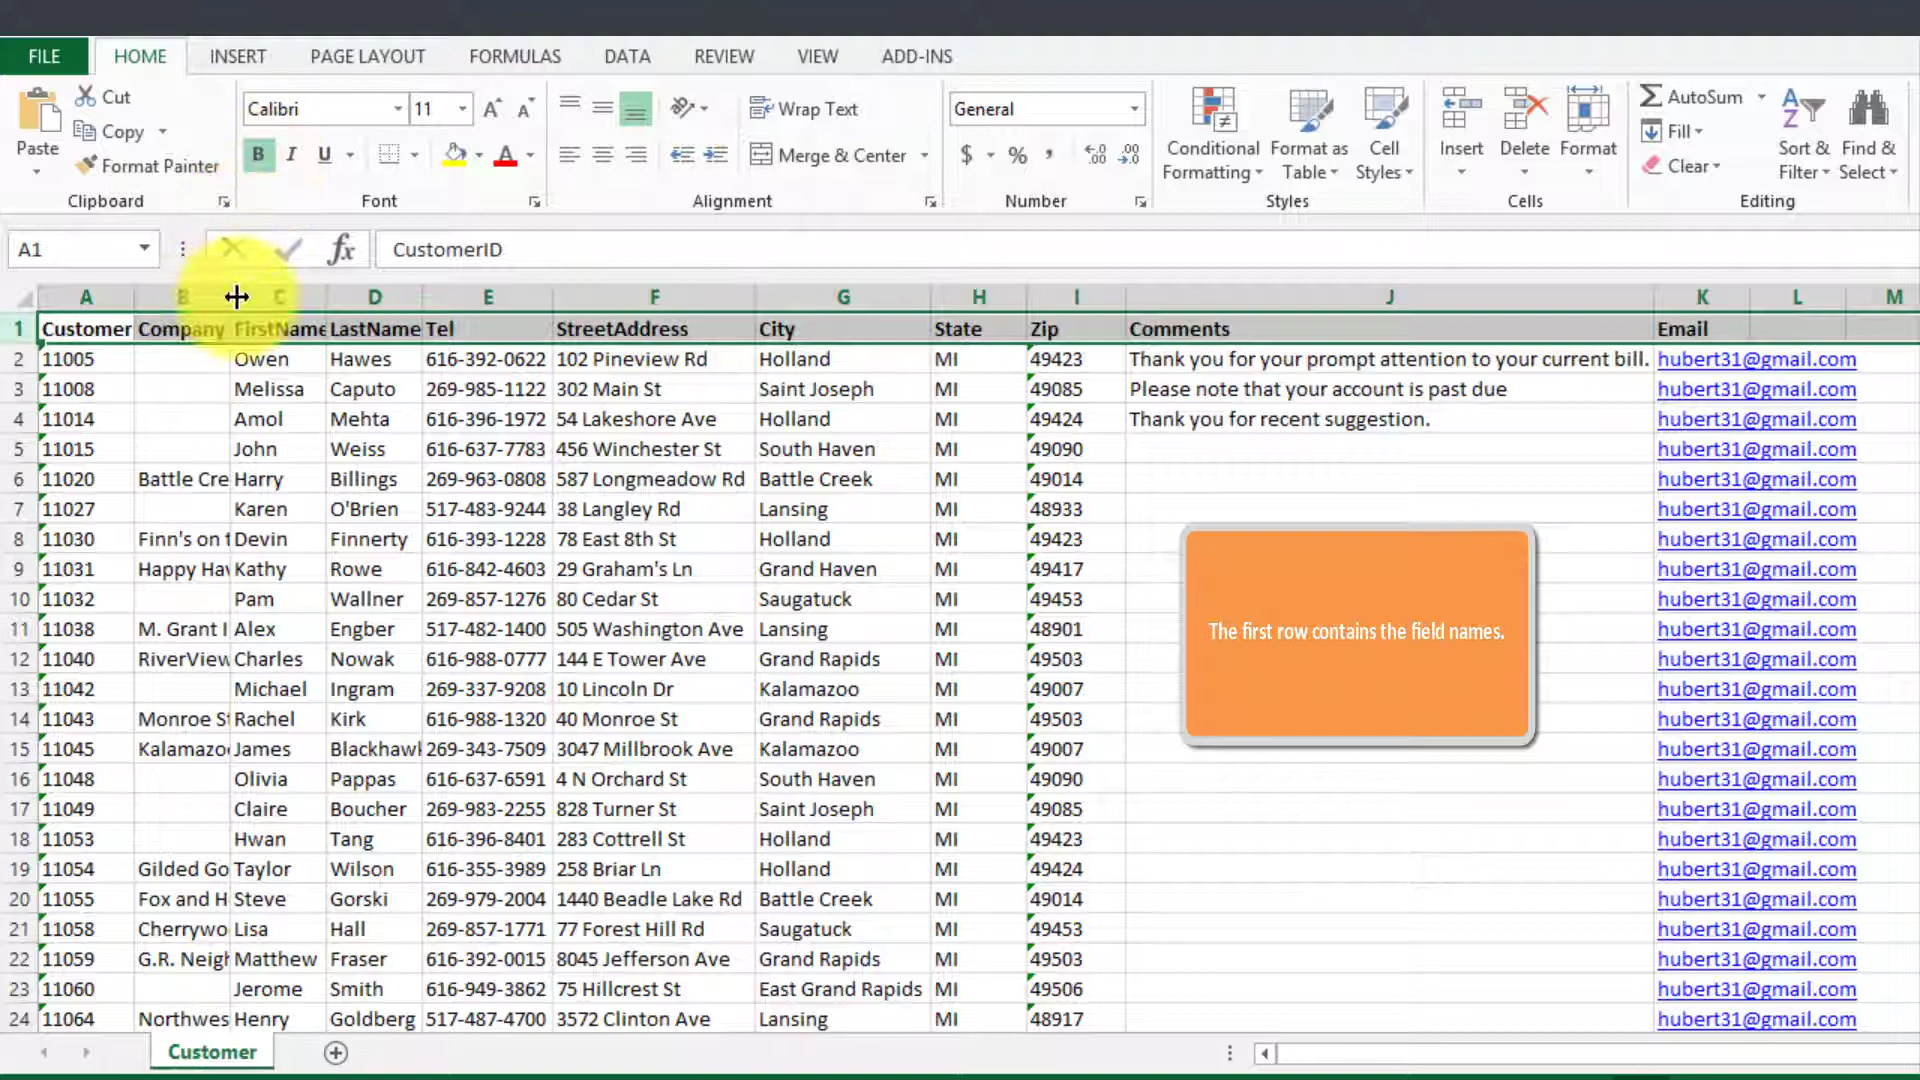 FILE HOME INSERT PAGE LAYOUT FORMULAS DATA REVIEW VIEW ADD-INS
Cut
Copy
Format Painter
Paste
Clipboard
Calibri 11
B I U A
Font
Wrap Text
Merge & Center
Alignment
General
$ % ,
Number
Conditional Formatting
Format as Table
Cell Styles
Styles
Insert Delete Format
Cells
AutoSum
Fill
Clear
Sort & Filter
Find & Select
Editing
A1 fx CustomerID
A B C D E F G H I J K L M
1 Customer Company FirstName LastName Tel StreetAddress City State Zip Comments Email
2 11005 Owen Hawes 616-392-0622 102 Pineview Rd Holland MI 49423 Thank you for your prompt attention to your current bill. hubert31@gmail.com
3 11008 Melissa Caputo 269-985-1122 302 Main St Saint Joseph MI 49085 Please note that your account is past due hubert31@gmail.com
4 11014 Amol Mehta 616-396-1972 54 Lakeshore Ave Holland MI 49424 Thank you for recent suggestion. hubert31@gmail.com
5 11015 John Weiss 616-637-7783 456 Winchester St South Haven MI 49090 hubert31@gmail.com
6 11020 Battle Cre Harry Billings 269-963-0808 587 Longmeadow Rd Battle Creek MI 49014 hubert31@gmail.com
7 11027 Karen O'Brien 517-483-9244 38 Langley Rd Lansing MI 48933 hubert31@gmail.com
8 11030 Finn's on t Devin Finnerty 616-393-1228 78 East 8th St Holland MI 49423 hubert31@gmail.com
9 11031 Happy Hav Kathy Rowe 616-842-4603 29 Graham's Ln Grand Haven MI 49417 hubert31@gmail.com
10 11032 Pam Wallner 269-857-1276 80 Cedar St Saugatuck MI 49453 hubert31@gmail.com
11 11038 M. Grant I Alex Engber 517-482-1400 505 Washington Ave Lansing MI 48901 hubert31@gmail.com
12 11040 RiverView Charles Nowak 616-988-0777 144 E Tower Ave Grand Rapids MI 49503 hubert31@gmail.com
13 11042 Michael Ingram 269-337-9208 10 Lincoln Dr Kalamazoo MI 49007 hubert31@gmail.com
14 11043 Monroe St Rachel Kirk 616-988-1320 40 Monroe St Grand Rapids MI 49503 hubert31@gmail.com
15 11045 Kalamazoo James Blackhawk 269-343-7509 3047 Millbrook Ave Kalamazoo MI 49007 hubert31@gmail.com
16 11048 Olivia Pappas 616-637-6591 4 N Orchard St South Haven MI 49090 hubert31@gmail.com
17 11049 Claire Boucher 269-983-2255 828 Turner St Saint Joseph MI 49085 hubert31@gmail.com
18 11053 Hwan Tang 616-396-8401 283 Cottrell St Holland MI 49423 hubert31@gmail.com
19 11054 Gilded Go Taylor Wilson 616-355-3989 258 Briar Ln Holland MI 49424 hubert31@gmail.com
20 11055 Fox and H Steve Gorski 269-979-2004 1440 Beadle Lake Rd Battle Creek MI 49014 hubert31@gmail.com
21 11058 Cherrywo Lisa Hall 269-857-1771 77 Forest Hill Rd Saugatuck MI 49453 hubert31@gmail.com
22 11059 G.R. Neigh Matthew Fraser 616-392-0015 8045 Jefferson Ave Grand Rapids MI 49503 hubert31@gmail.com
23 11060 Jerome Smith 616-949-3862 75 Hillcrest St East Grand Rapids MI 49506 hubert31@gmail.com
24 11064 Northwes Henry Goldberg 517-487-4700 3572 Clinton Ave Lansing MI 48917 hubert31@gmail.com
The first row contains the field names.
Customer